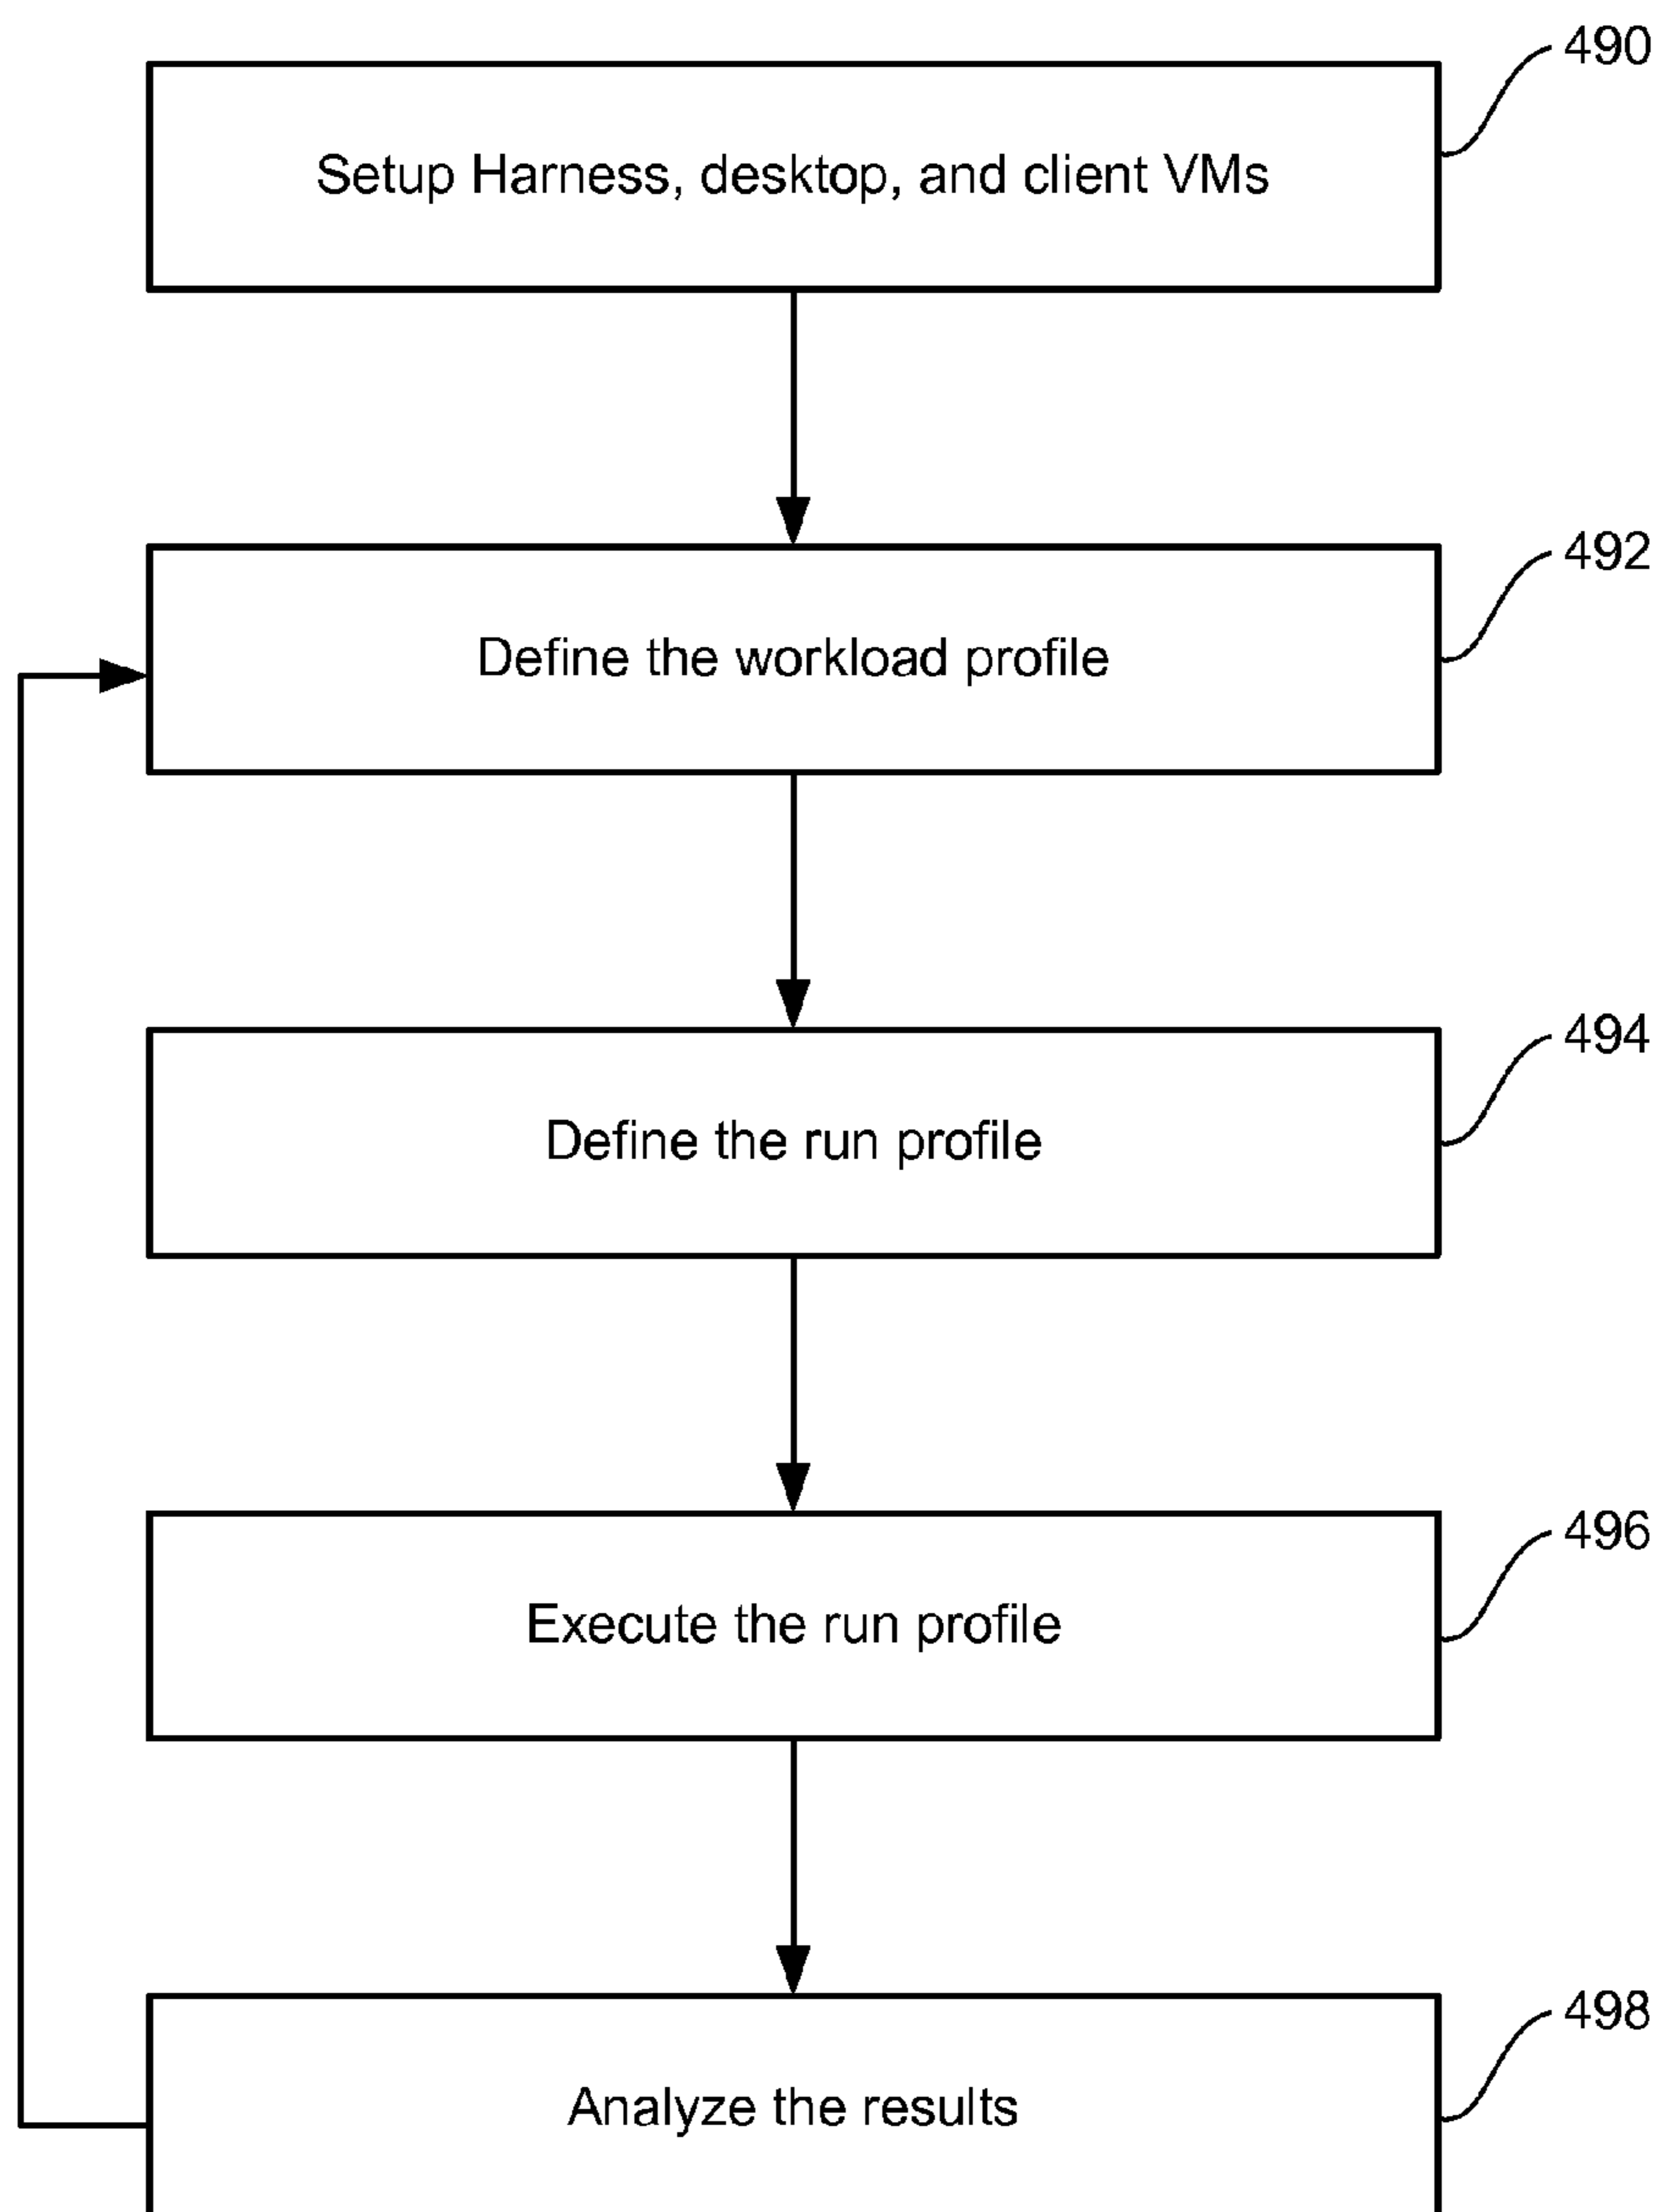 490
Setup Harness, desktop, and client VMs
492
Define the workload profile
494
Define the run profile
496
Execute the run profile
498
Analyze the results